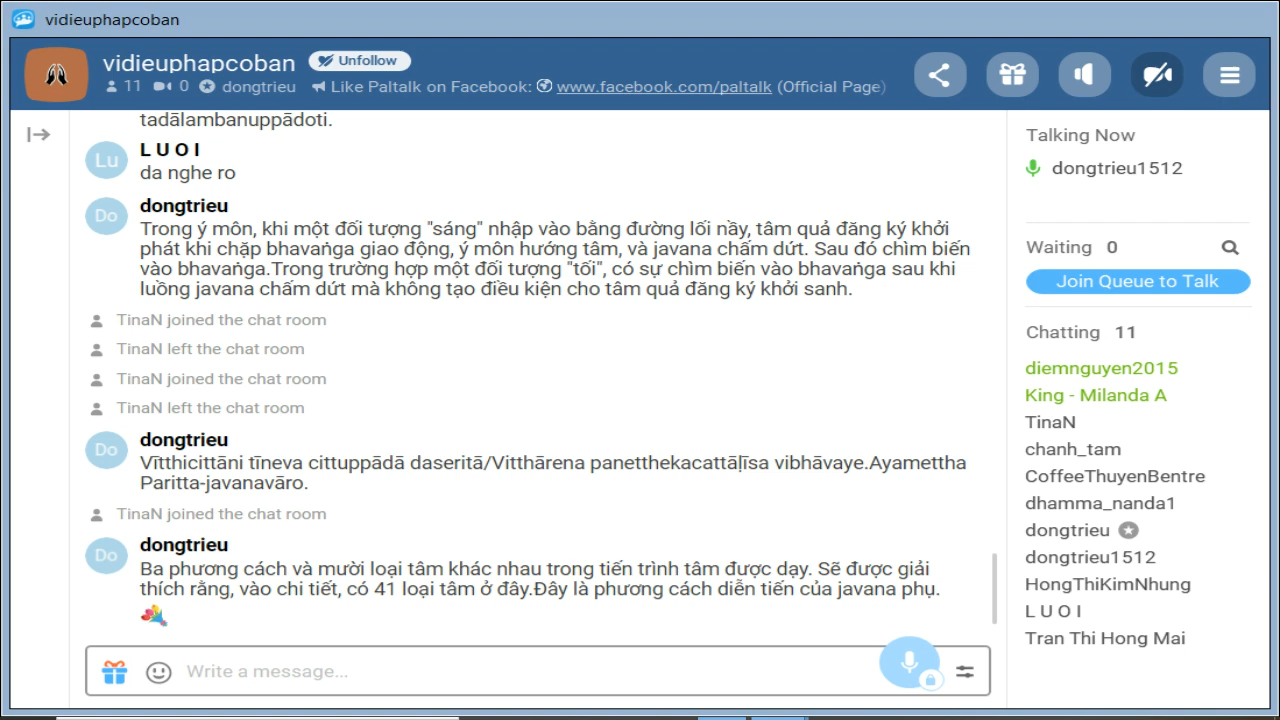 vidieuphapcoban
vidieuphapcoban Unfollow
11 0 dongtrieu Like Paltalk on Facebook: www.facebook.com/paltalk (Official Page)
tadālambanuppādoti.
Lu L U O I
da nghe ro
Do dongtrieu
Trong ý môn, khi một đối tượng "sáng" nhập vào bằng đường lối nầy, tâm quả đăng ký khởi
phát khi chặp bhavaṅga giao động, ý môn hướng tâm, và javana chấm dứt. Sau đó chìm biến
vào bhavaṅga.Trong trường hợp một đối tượng "tối", có sự chìm biến vào bhavaṅga sau khi
luồng javana chấm dứt mà không tạo điều kiện cho tâm quả đăng ký khởi sanh.
TinaN joined the chat room
TinaN left the chat room
TinaN joined the chat room
TinaN left the chat room
Do dongtrieu
Vītthicittāni tīneva cittuppādā daseritā/Vitthārena panetthekacattāḷīsa vibhāvaye.Ayamettha
Paritta-javanavāro.
TinaN joined the chat room
Do dongtrieu
Ba phương cách và mười loại tâm khác nhau trong tiến trình tâm được dạy. Sẽ được giải
thích rằng, vào chi tiết, có 41 loại tâm ở đây.Đây là phương cách diễn tiến của javana phụ.
Write a message...
Talking Now
dongtrieu1512
Waiting 0
Join Queue to Talk
Chatting 11
diemnguyen2015
King - Milanda A
TinaN
chanh_tam
CoffeeThuyenBentre
dhamma_nanda1
dongtrieu
dongtrieu1512
HongThiKimNhung
L U O I
Tran Thi Hong Mai